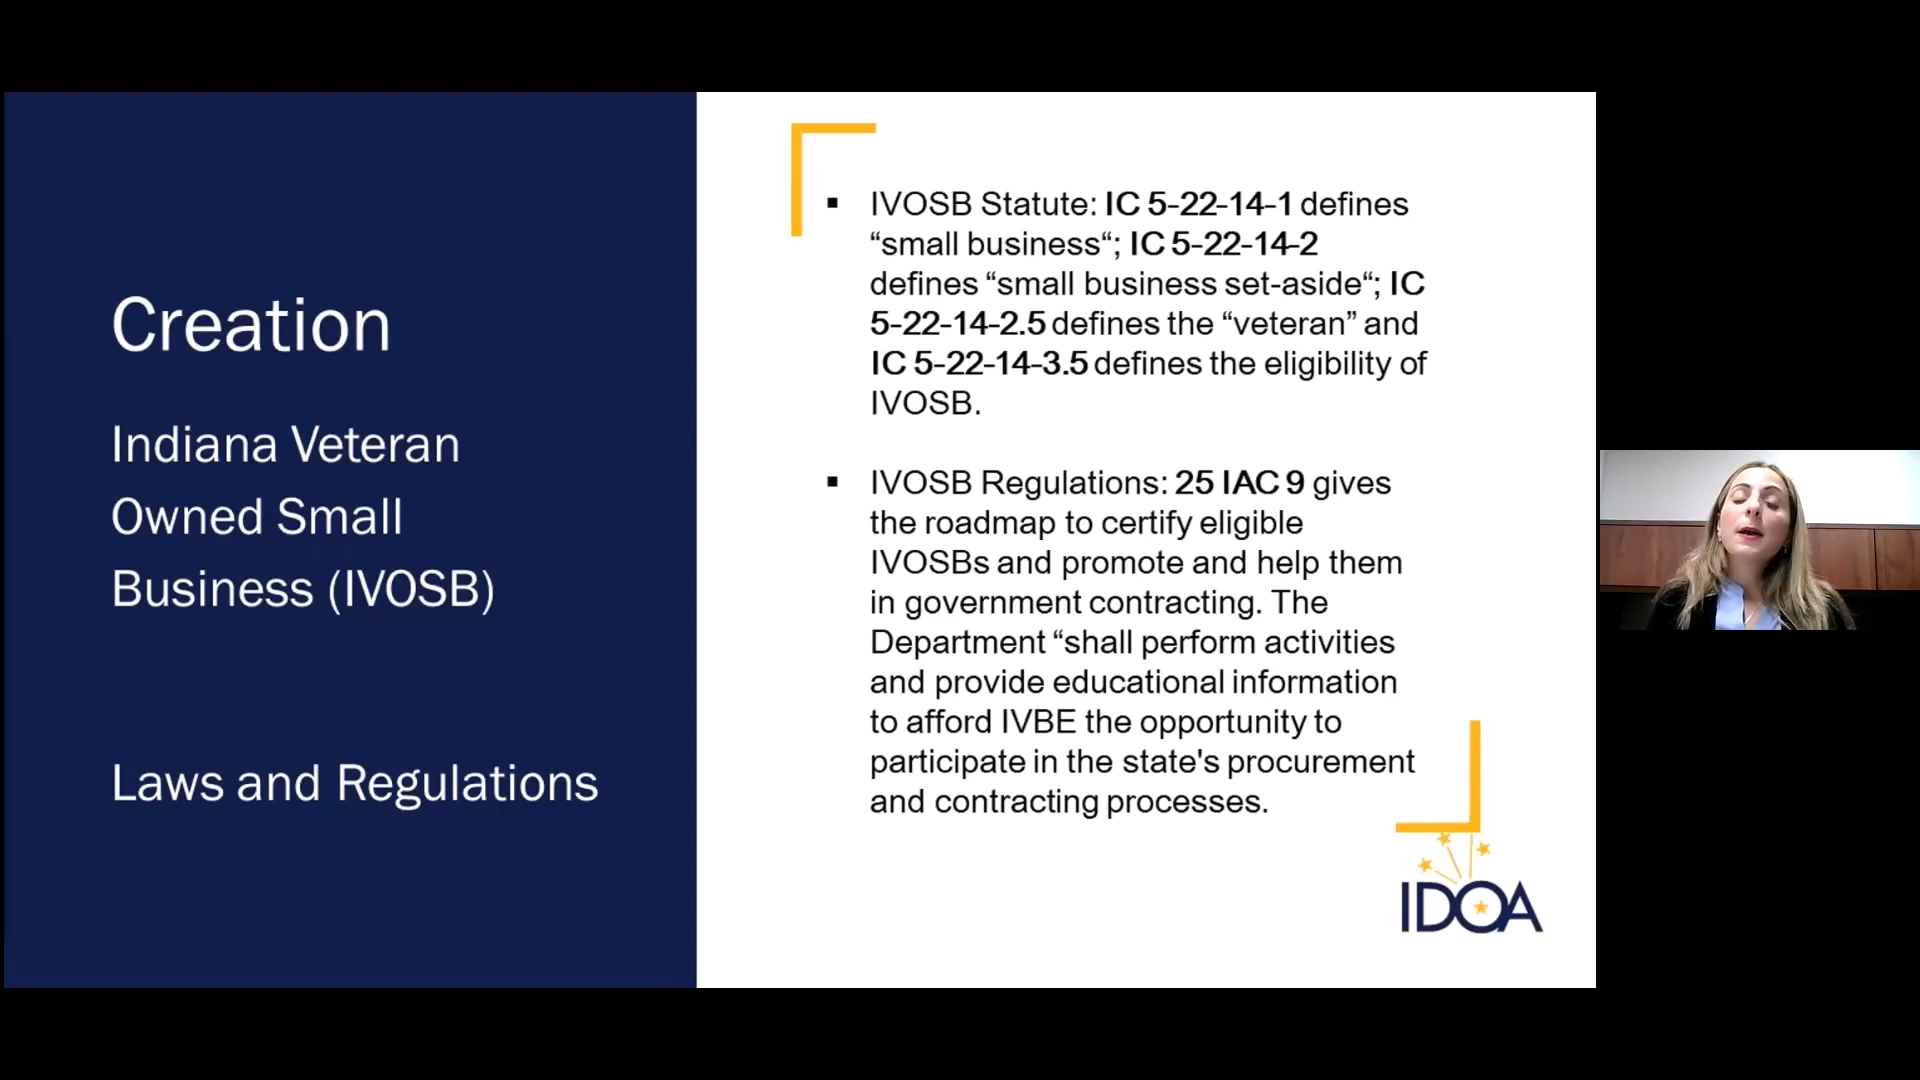 Creation
Indiana Veteran
Owned Small
Business (IVOSB)
Laws and Regulations
▪ IVOSB Statute: IC 5-22-14-1 defines
“small business“; IC 5-22-14-2
defines “small business set-aside“; IC
5-22-14-2.5 defines the “veteran” and
IC 5-22-14-3.5 defines the eligibility of
IVOSB.
▪ IVOSB Regulations: 25 IAC 9 gives
the roadmap to certify eligible
IVOSBs and promote and help them
in government contracting. The
Department “shall perform activities
and provide educational information
to afford IVBE the opportunity to
participate in the state's procurement
and contracting processes.
IDOA